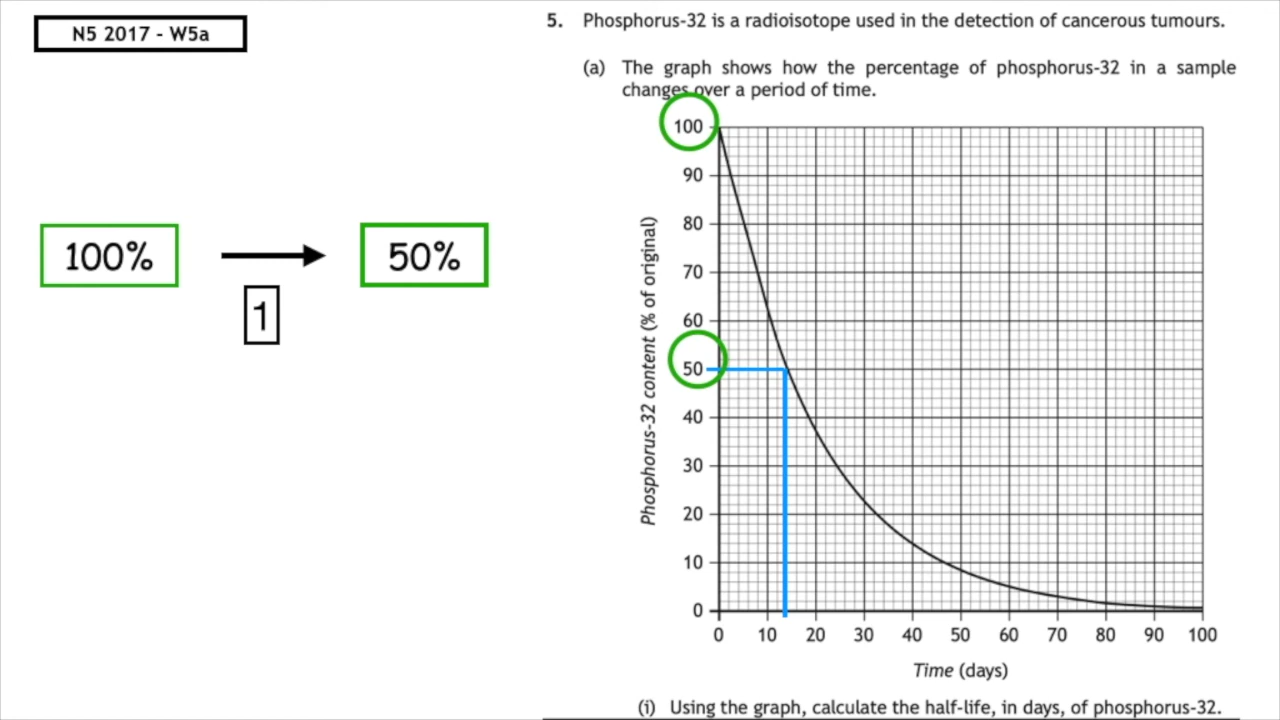 N5 2017 - W5a
5. Phosphorus-32 is a radioisotope used in the detection of cancerous tumours.
(a) The graph shows how the percentage of phosphorus-32 in a sample
changes over a period of time.
100%
50%
1
Phosphorus-32 content (% of original)
100
90
80
70
60
50
40
30
20
10
0
0 10 20 30 40 50 60 70 80 90 100
Time (days)
(i) Using the graph, calculate the half-life, in days, of phosphorus-32.